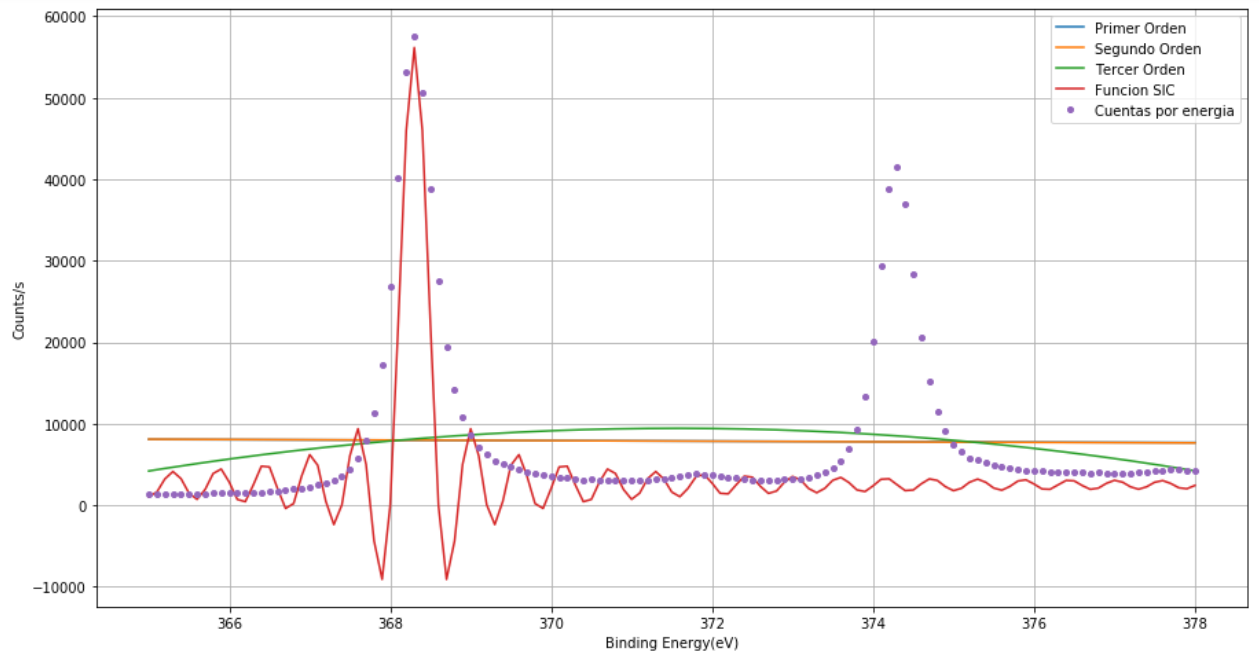 60000
50000
40000
30000
20000
10000
0
−10000
Counts/s
366
368
370
372
374
376
378
Binding Energy(eV)
Primer Orden
Segundo Orden
Tercer Orden
Funcion SIC
Cuentas por energia